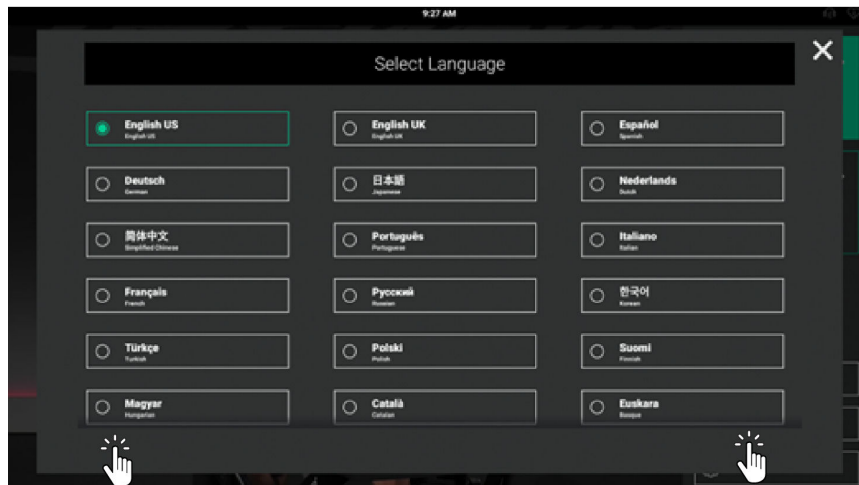 9:27 AM
Select Language
English US
English US
English UK
English UK
Español
Spanish
Deutsch
German
日本語
Japanese
Nederlands
Dutch
简体中文
Simplified Chinese
Português
Portuguese
Italiano
Italian
Français
French
Русский
Russian
한국어
Korean
Türkçe
Turkish
Polski
Polish
Suomi
Finnish
Magyar
Hungarian
Català
Catalan
Euskara
Basque